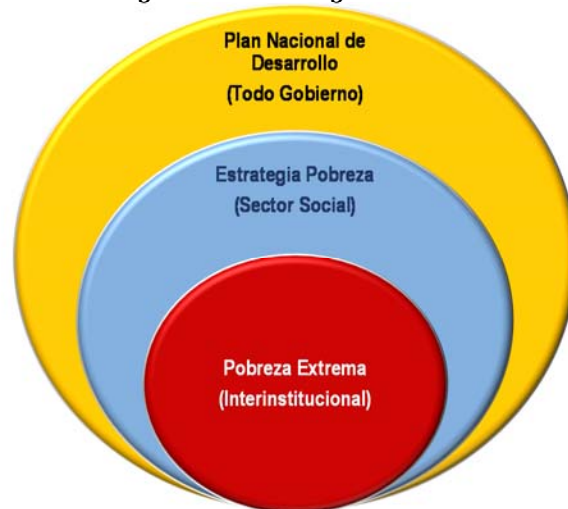 Plan Nacional de
Desarrollo
(Todo Gobierno)
Estrategia Pobreza
(Sector Social)
Pobreza Extrema
(Interinstitucional)